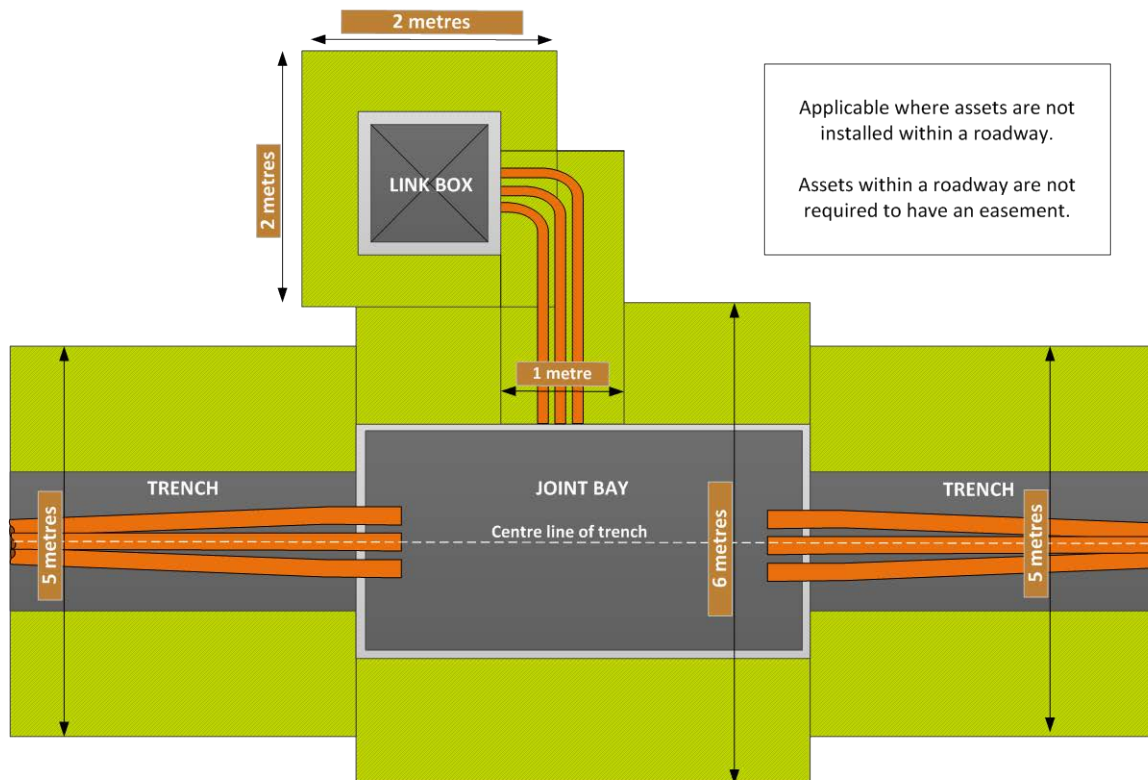 2 metres
2 metres
LINK BOX
Applicable where assets are not
installed within a roadway.
Assets within a roadway are not
required to have an easement.
1 metre
TRENCH
JOINT BAY
TRENCH
Centre line of trench
5 metres
6 metres
5 metres